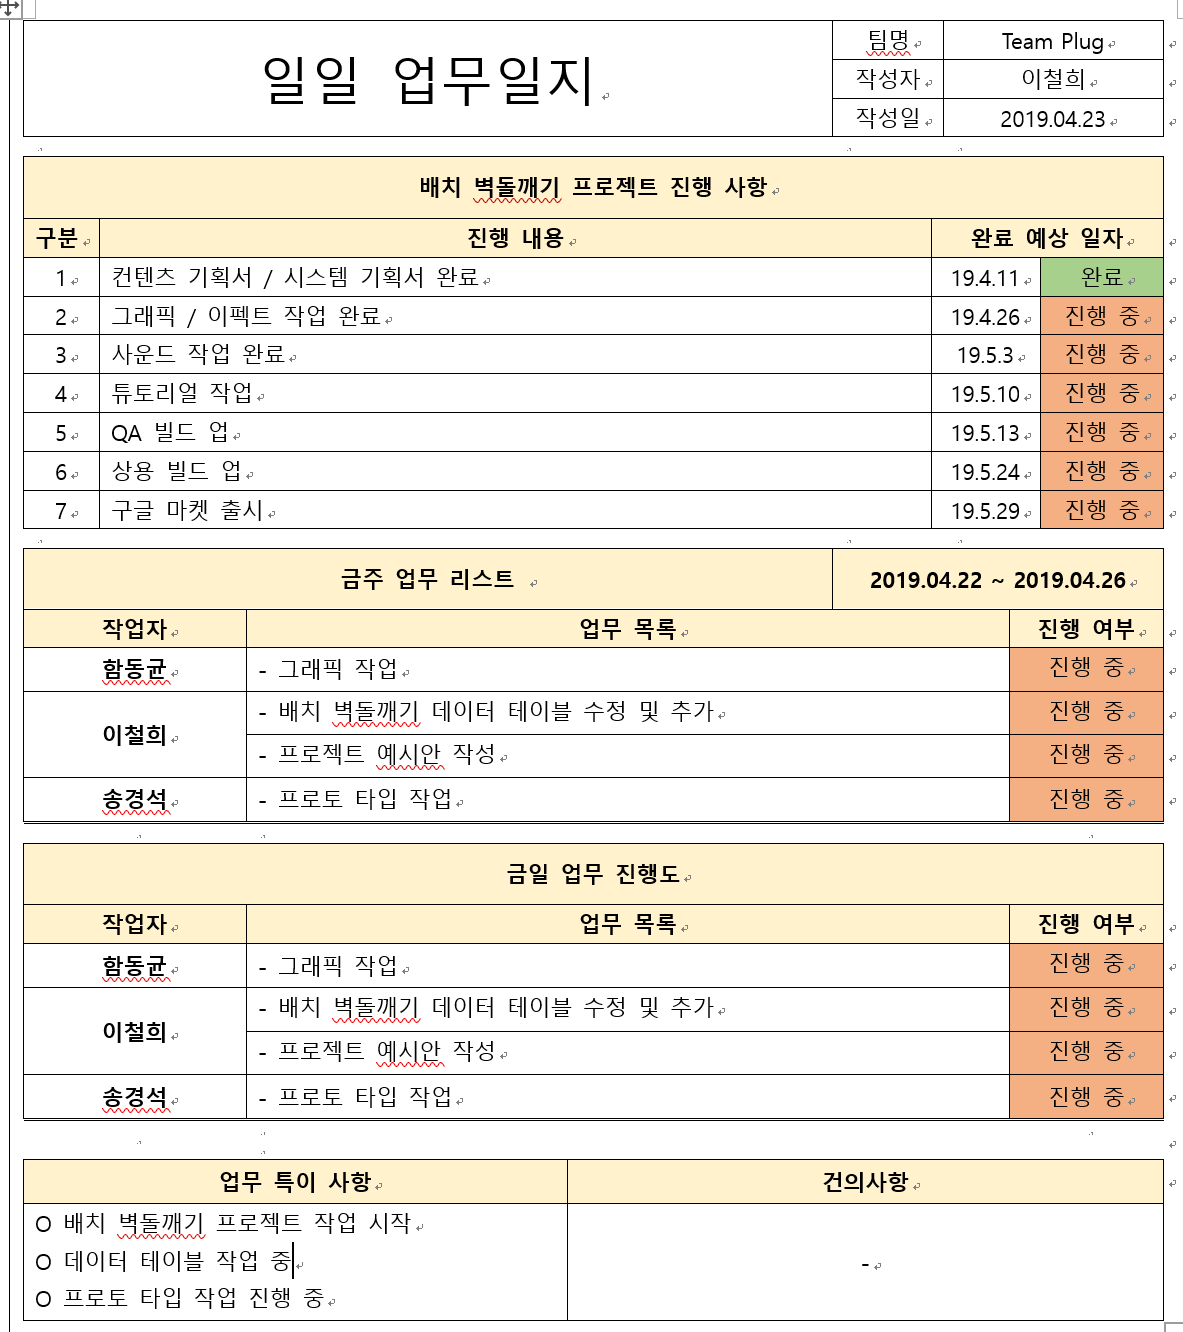 일일 업무일지
팀명 Team Plug
작성자 이철희
작성일 2019.04.23
배치 벽돌깨기 프로젝트 진행 사항
구분 진행 내용 완료 예상 일자
1 컨텐츠 기획서 / 시스템 기획서 완료 19.4.11 완료
2 그래픽 / 이펙트 작업 완료 19.4.26 진행 중
3 사운드 작업 완료 19.5.3 진행 중
4 튜토리얼 작업 19.5.10 진행 중
5 QA 빌드 업 19.5.13 진행 중
6 상용 빌드 업 19.5.24 진행 중
7 구글 마켓 출시 19.5.29 진행 중
금주 업무 리스트 2019.04.22 ~ 2019.04.26
작업자 업무 목록 진행 여부
함동균 - 그래픽 작업 진행 중
이철희 - 배치 벽돌깨기 데이터 테이블 수정 및 추가 진행 중
- 프로젝트 예시안 작성 진행 중
송경석 - 프로토 타입 작업 진행 중
금일 업무 진행도
작업자 업무 목록 진행 여부
함동균 - 그래픽 작업 진행 중
이철희 - 배치 벽돌깨기 데이터 테이블 수정 및 추가 진행 중
- 프로젝트 예시안 작성 진행 중
송경석 - 프로토 타입 작업 진행 중
업무 특이 사항 건의사항
O 배치 벽돌깨기 프로젝트 작업 시작
O 데이터 테이블 작업 중
-
O 프로토 타입 작업 진행 중